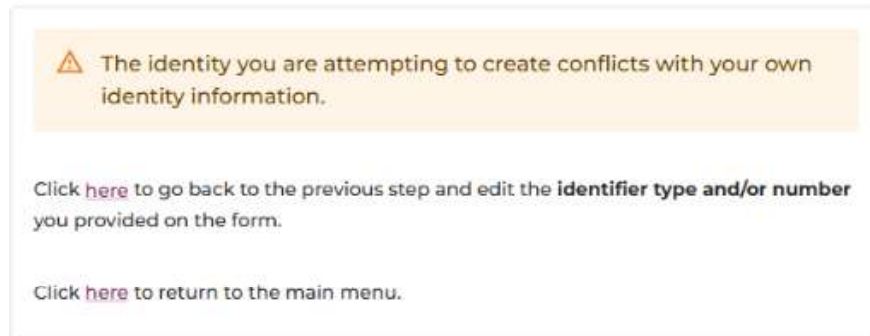 The identity you are attempting to create conflicts with your own
identity information.
Click here to go back to the previous step and edit the identifier type and/or number
you provided on the form.
Click here to return to the main menu.